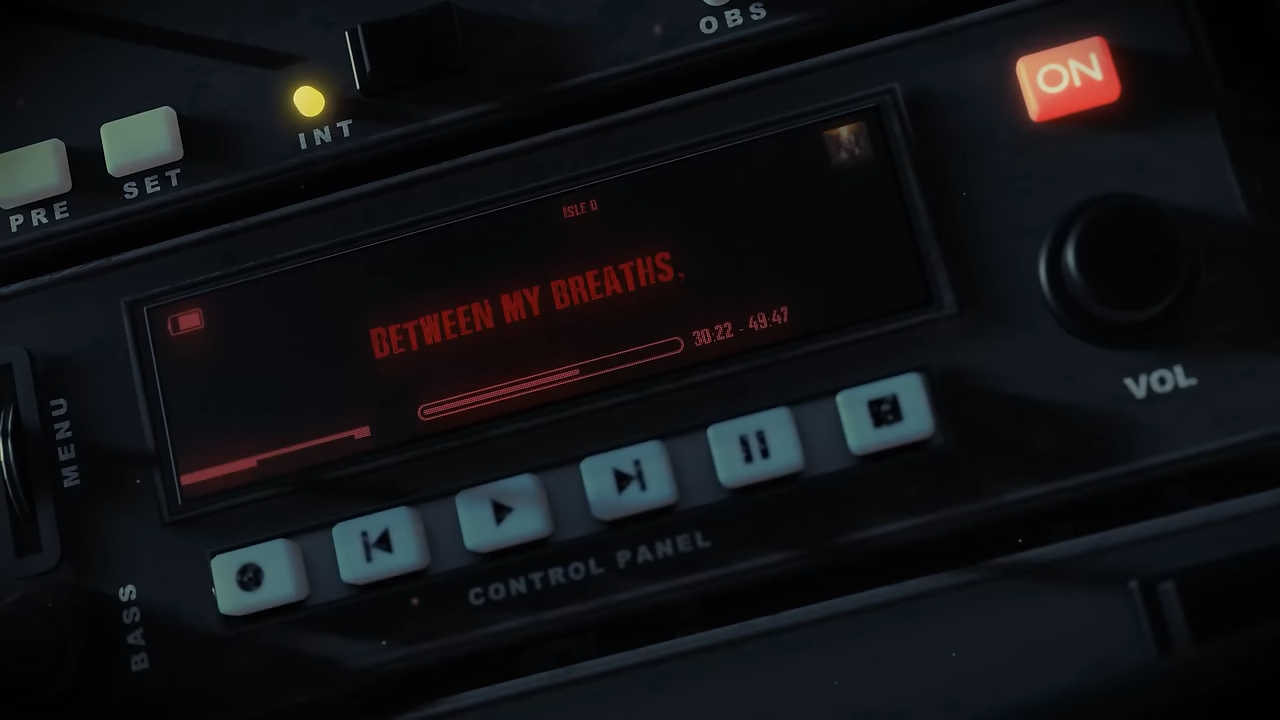 OBS
ON
INT
SET
PRE
ISLE 0
BETWEEN MY BREATHS,
30:22 - 49:47
VOL
MENU
CONTROL PANEL
BASS